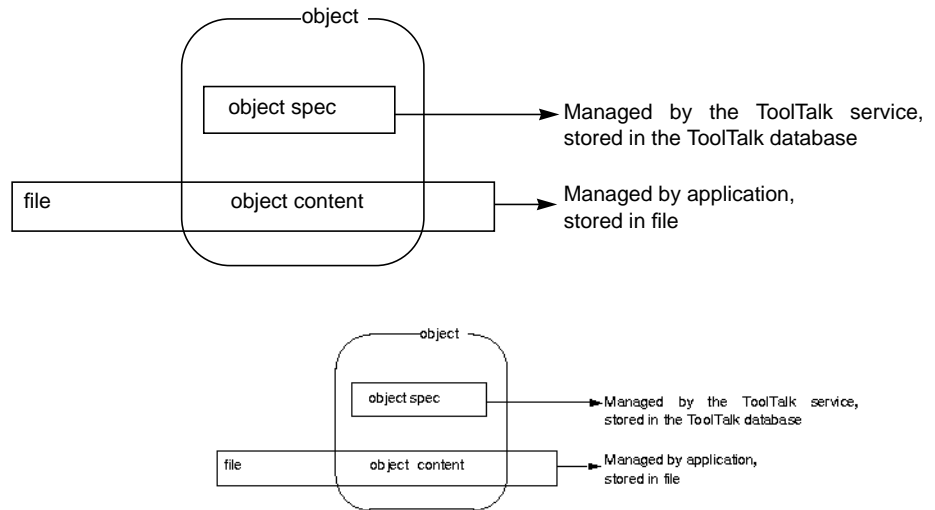 object
object spec
Managed by the ToolTalk service,
stored in the ToolTalk database
file object content
Managed by application,
stored in file
object
object spec
Managed by the ToolTalk service,
stored in the ToolTalk database
file object content
Managed by application,
stored in file